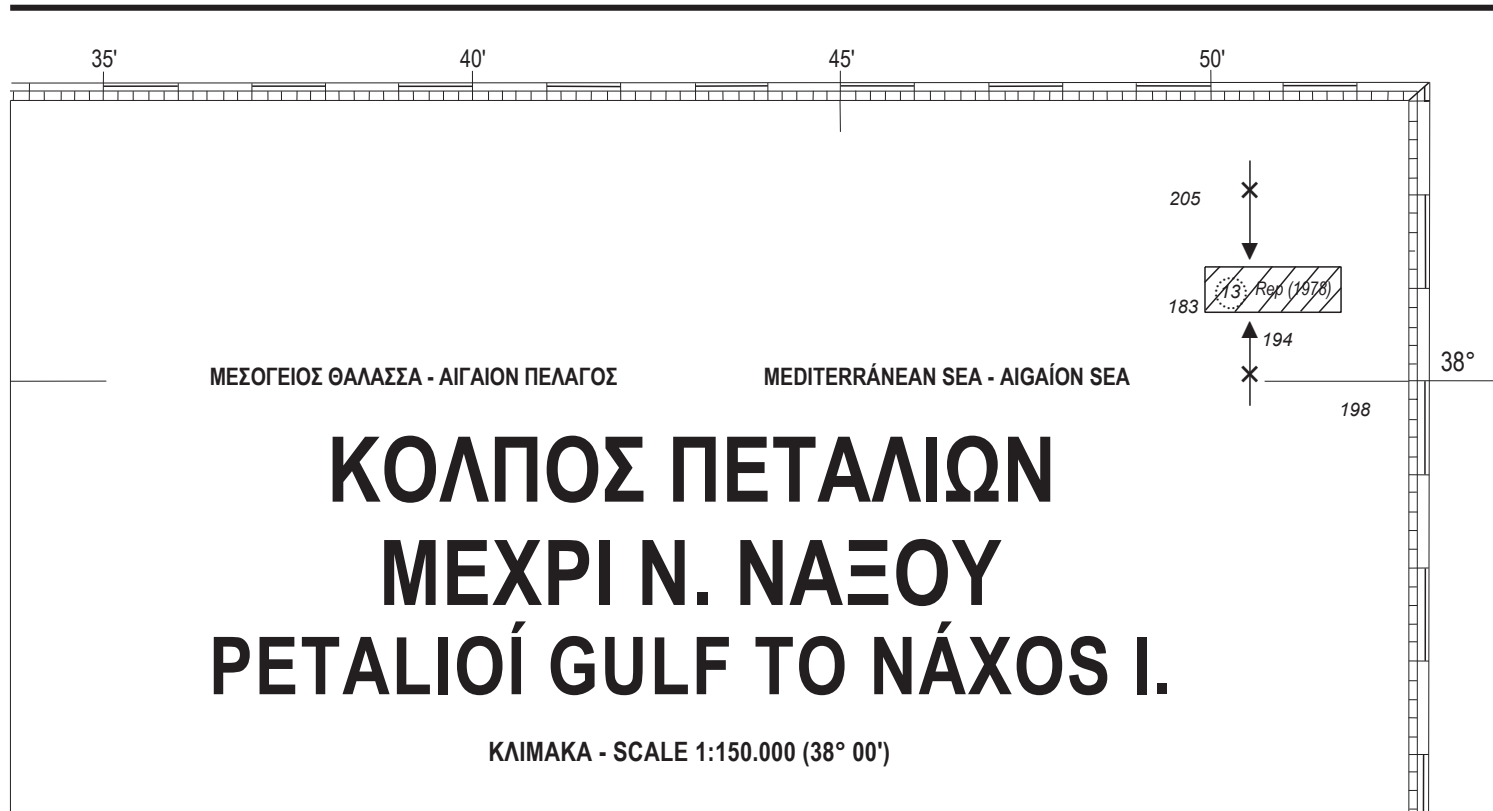 35' 40' 45' 50'
205
13 Rep (1978)
183
194
38°
ΜΕΣΟΓΕΙΟΣ ΘΑΛΑΣΣΑ - ΑΙΓΑΙΟΝ ΠΕΛΑΓΟΣ MEDITERRÁNEAN SEA - AIGAÍON SEA
198
ΚΟΛΠΟΣ ΠΕΤΑΛΙΩΝ
ΜΕΧΡΙ Ν. ΝΑΞΟΥ
PETALIOÍ GULF TO NÁXOS I.
ΚΛΙΜΑΚΑ - SCALE 1:150.000 (38° 00')